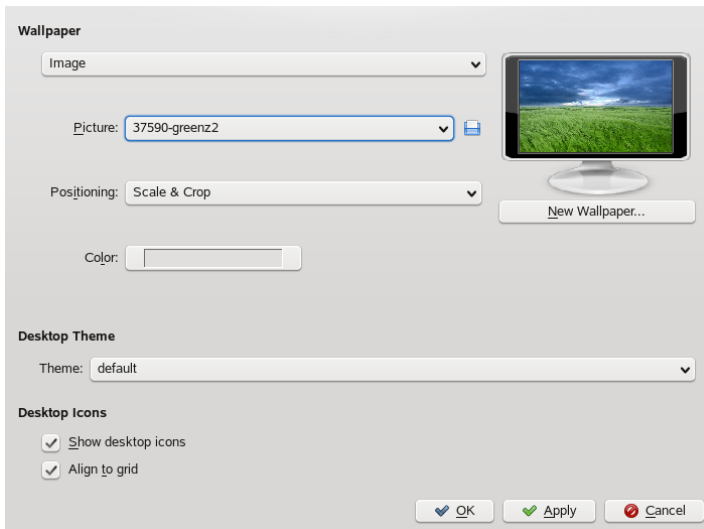 Wallpaper
Image
Picture: 37590-greenz2
Positioning: Scale & Crop
New Wallpaper...
Color:
Desktop Theme
Theme: default
Desktop Icons
Show desktop icons
Align to grid
OK Apply Cancel